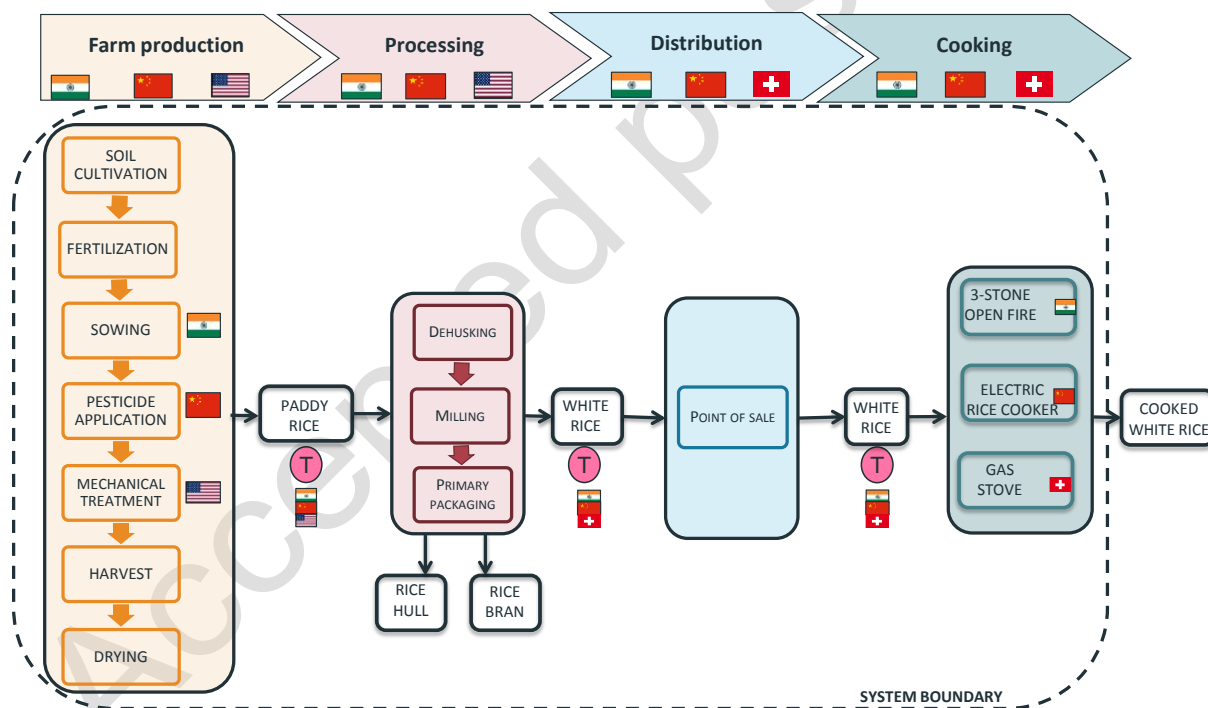 Farm production
Processing
Distribution
Cooking
SOIL
CULTIVATION
FERTILIZATION
SOWING
PESTICIDE
APPLICATION
MECHANICAL
TREATMENT
HARVEST
DRYING
PADDY
RICE
T
DEHUSKING
MILLING
PRIMARY
PACKAGING
RICE
HULL
RICE
BRAN
WHITE
RICE
T
POINT OF SALE
WHITE
RICE
T
3-STONE
OPEN FIRE
ELECTRIC
RICE COOKER
GAS
STOVE
COOKED
WHITE RICE
SYSTEM BOUNDARY
Accepted